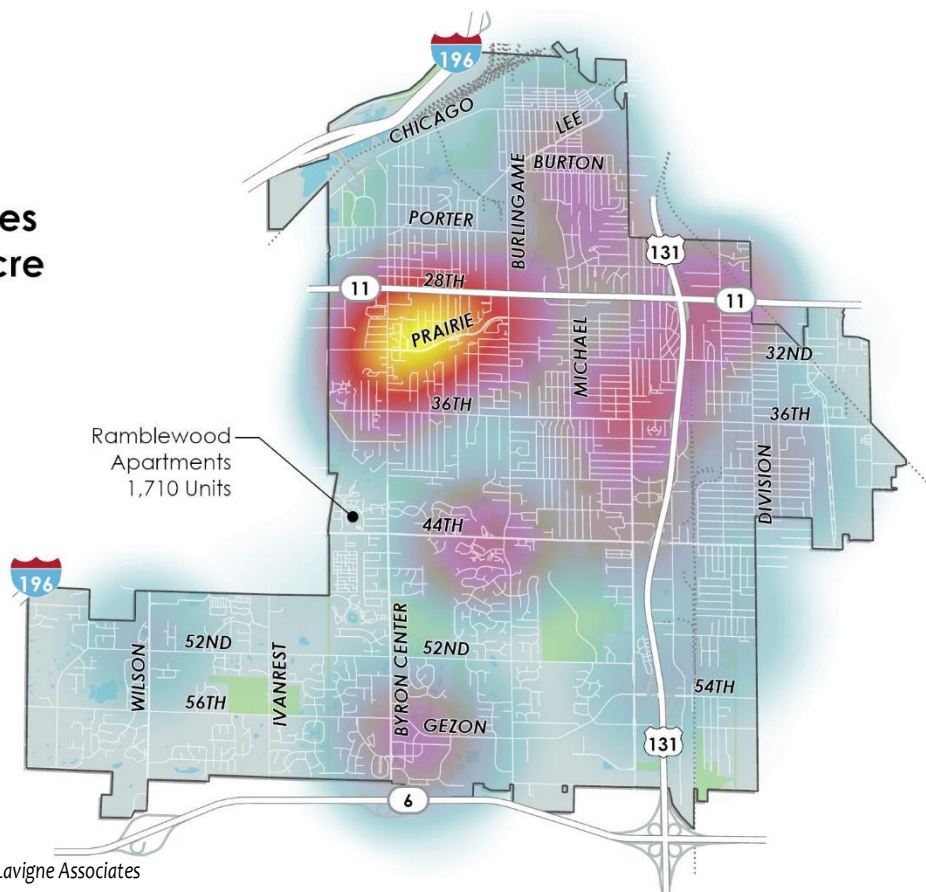 196
CHICAGO
LEE
BURTON
BURLINGAME
es
cre
PORTER
131
28TH
11
11
PRAIRIE
MICHAEL
32ND
36TH
36TH
Ramblewood
Apartments
1,710 Units
DIVISION
44TH
196
52ND
WILSON
IVANREST
BYRON CENTER
52ND
56TH
54TH
GEZON
131
6
Lavigne Associates